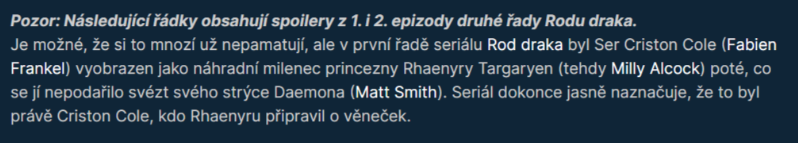 Pozor: Následující řádky obsahují spoilery z 1. i 2. epizody druhé řady Rodu draka.
Je možné, že si to mnozí už nepamatují, ale v první řadě seriálu Rod draka byl Ser Criston Cole (Fabien
Frankel) vyobrazen jako náhradní milenec princezny Rhaenyry Targaryen (tehdy Milly Alcock) poté, co
se jí nepodařilo svézt svého strýce Daemona (Matt Smith). Seriál dokonce jasně naznačuje, že to byl
právě Criston Cole, kdo Rhaenyru připravil o věneček.